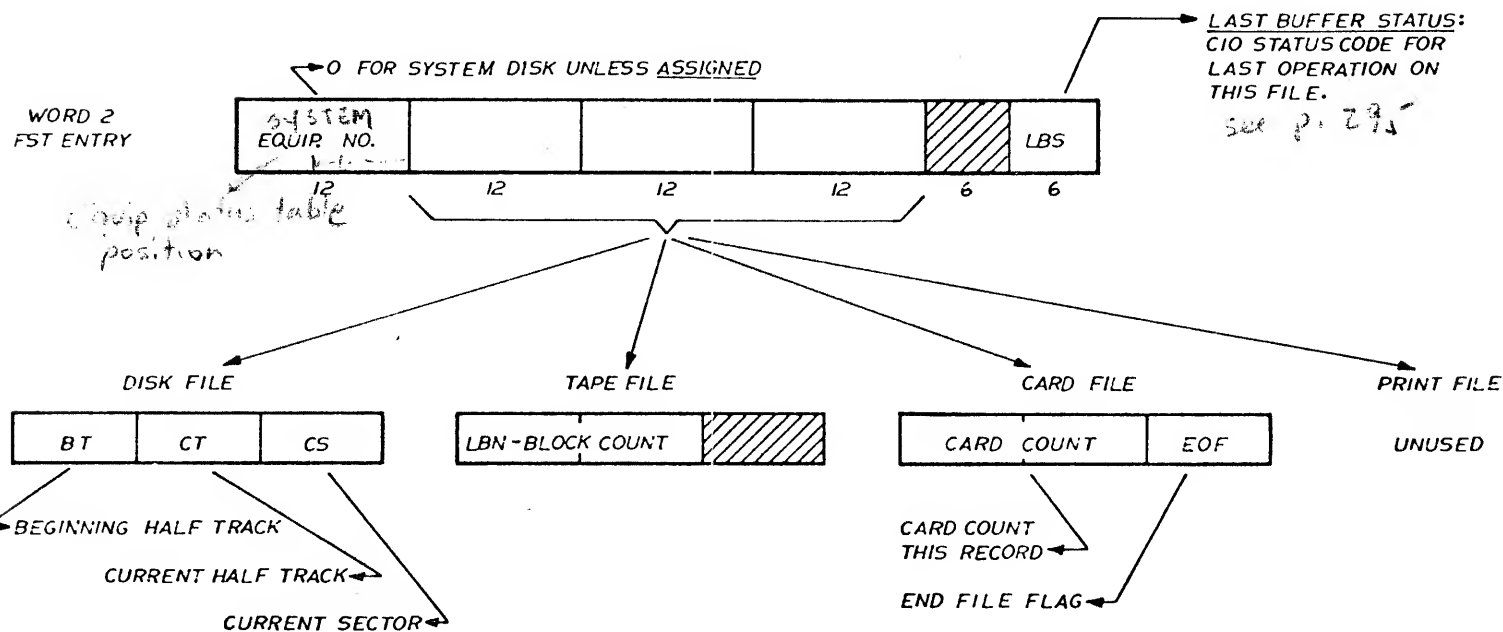 LAST BUFFER STATUS:
CIO STATUS CODE FOR
LAST OPERATION ON
THIS FILE.
see p. 295
O FOR SYSTEM DISK UNLESS ASSIGNED
WORD 2
FST ENTRY
SYSTEM
EQUIP. NO.
LBS
12
12
12
12
6
6
equip status table
position
DISK FILE
TAPE FILE
CARD FILE
PRINT FILE
BT
CT
CS
LBN-BLOCK COUNT
CARD COUNT
EOF
UNUSED
BEGINNING HALF TRACK
CURRENT HALF TRACK
CURRENT SECTOR
CARD COUNT
THIS RECORD
END FILE FLAG